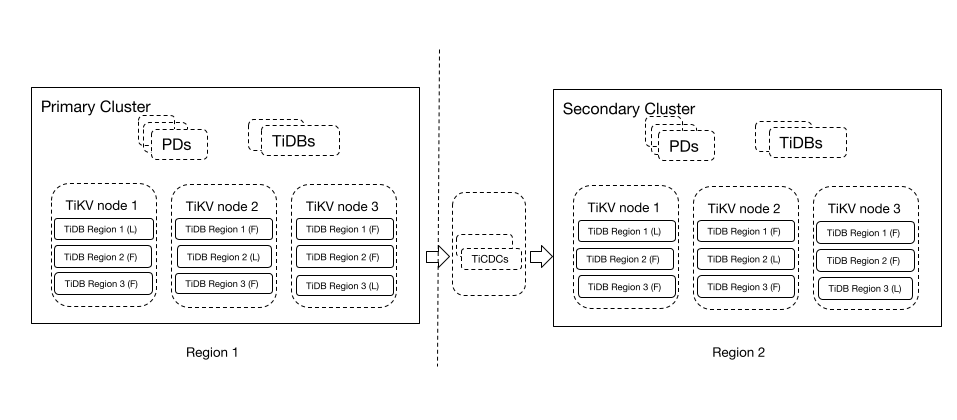 Primary Cluster
PDs
TiDBs
TiKV node 1
TiDB Region 1 (L)
TiDB Region 2 (F)
TiDB Region 3 (F)
TiKV node 2
TiDB Region 1 (F)
TiDB Region 2 (L)
TiDB Region 3 (F)
TiKV node 3
TiDB Region 1 (F)
TiDB Region 2 (F)
TiDB Region 3 (L)
Region 1
TiCDCs
Secondary Cluster
PDs
TiDBs
TiKV node 1
TiDB Region 1 (L)
TiDB Region 2 (F)
TiDB Region 3 (F)
TiKV node 2
TiDB Region 1 (F)
TiDB Region 2 (L)
TiDB Region 3 (F)
TiKV node 3
TiDB Region 1 (F)
TiDB Region 2 (F)
TiDB Region 3 (L)
Region 2